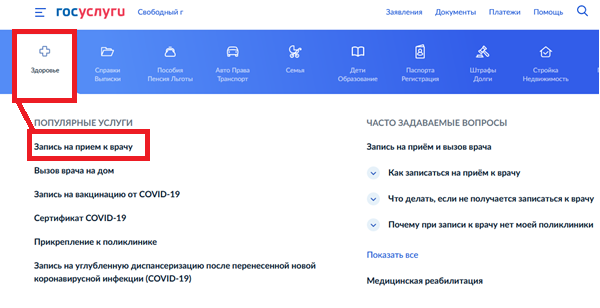 госуслуги Свободный г Заявления Документы Платежи Помощь
Здоровье
Справки Выписки
Пособия Пенсия Льготы
Авто Права Транспорт
Семья
Дети Образование
Паспорта Регистрация
Штрафы Долги
Стройка Недвижимость
ПОПУЛЯРНЫЕ УСЛУГИ
Запись на прием к врачу
Вызов врача на дом
Запись на вакцинацию от COVID-19
Сертификат COVID-19
Прикрепление к поликлинике
Запись на углубленную диспансеризацию после перенесенной новой
коронавирусной инфекции (COVID-19)
ЧАСТО ЗАДАВАЕМЫЕ ВОПРОСЫ
Запись на приём и вызов врача
Как записаться на приём к врачу
Что делать, если не получается записаться к врачу
Почему при записи к врачу нет моей поликлиники
Показать все
Медицинская реабилитация